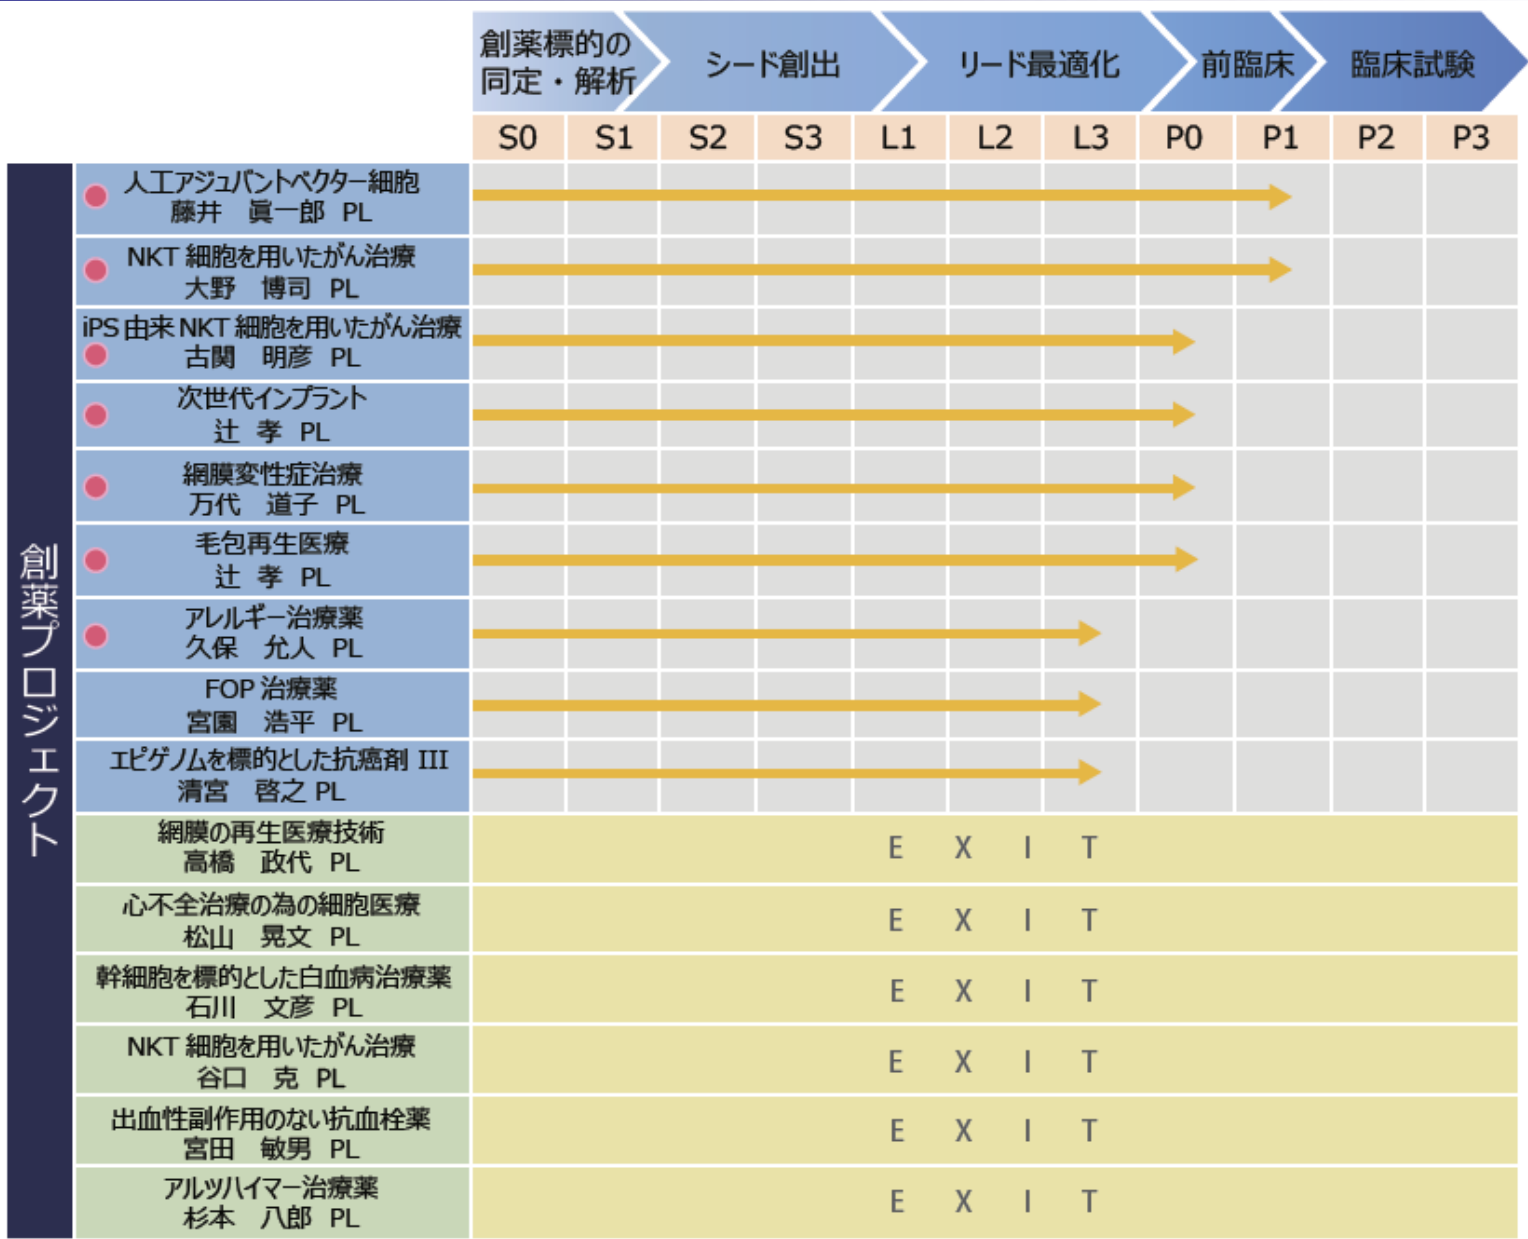 創薬標的の
同定・解析
シード創出
リード最適化
前臨床
臨床試験
S0 S1 S2 S3 L1 L2 L3 P0 P1 P2 P3
創薬プロジェクト
人工アジュバントベクター細胞
藤井 眞一郎 PL
NKT 細胞を用いたがん治療
大野 博司 PL
iPS 由来 NKT 細胞を用いたがん治療
古関 明彦 PL
次世代インプラント
辻 孝 PL
網膜変性症治療
万代 道子 PL
毛包再生医療
辻 孝 PL
アレルギー治療薬
久保 允人 PL
FOP 治療薬
宮園 浩平 PL
エピゲノムを標的とした抗癌剤 III
清宮 啓之 PL
網膜の再生医療技術
高橋 政代 PL
E X I T
心不全治療の為の細胞医療
松山 晃文 PL
E X I T
幹細胞を標的とした白血病治療薬
石川 文彦 PL
E X I T
NKT 細胞を用いたがん治療
谷口 克 PL
E X I T
出血性副作用のない抗血栓薬
宮田 敏男 PL
E X I T
アルツハイマー治療薬
杉本 八郎 PL
E X I T